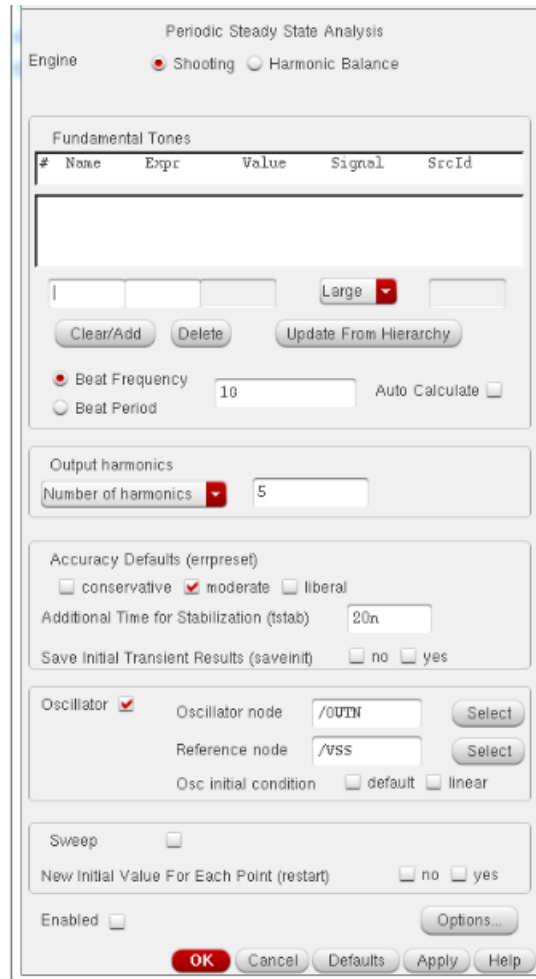 Periodic Steady State Analysis
Engine Shooting Harmonic Balance
Fundamental Tones
# Name Expr Value Signal SrcId
Large
Clear/Add Delete Update From Hierarchy
Beat Frequency 10 Auto Calculate
Beat Period
Output harmonics
Number of harmonics 5
Accuracy Defaults (errpreset)
conservative moderate liberal
Additional Time for Stabilization (tstab) 20n
Save Initial Transient Results (saveinit) no yes
Oscillator Oscillator node /OUTN Select
Reference node /VSS Select
Osc initial condition default linear
Sweep
New Initial Value For Each Point (restart) no yes
Enabled Options...
OK Cancel Defaults Apply Help